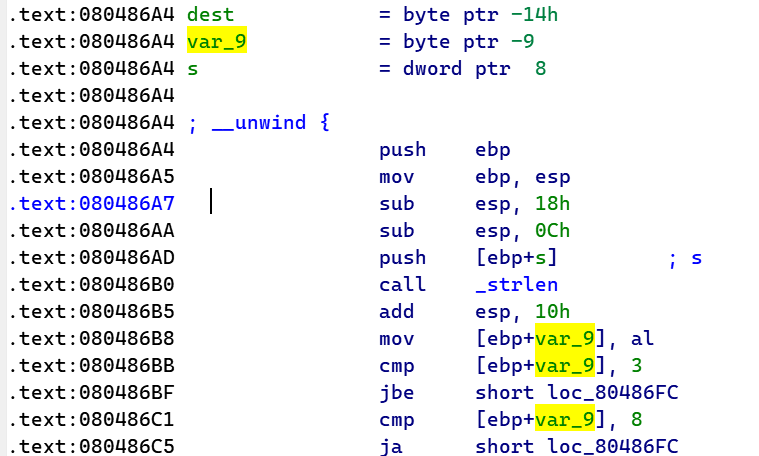 .text:080486A4 dest = byte ptr -14h
.text:080486A4 var_9 = byte ptr -9
.text:080486A4 s = dword ptr 8
.text:080486A4
.text:080486A4 ; __unwind {
.text:080486A4 push ebp
.text:080486A5 mov ebp, esp
.text:080486A7 sub esp, 18h
.text:080486AA sub esp, 0Ch
.text:080486AD push [ebp+s] ; s
.text:080486B0 call _strlen
.text:080486B5 add esp, 10h
.text:080486B8 mov [ebp+var_9], al
.text:080486BB cmp [ebp+var_9], 3
.text:080486BF jbe short loc_80486FC
.text:080486C1 cmp [ebp+var_9], 8
.text:080486C5 ja short loc_80486FC